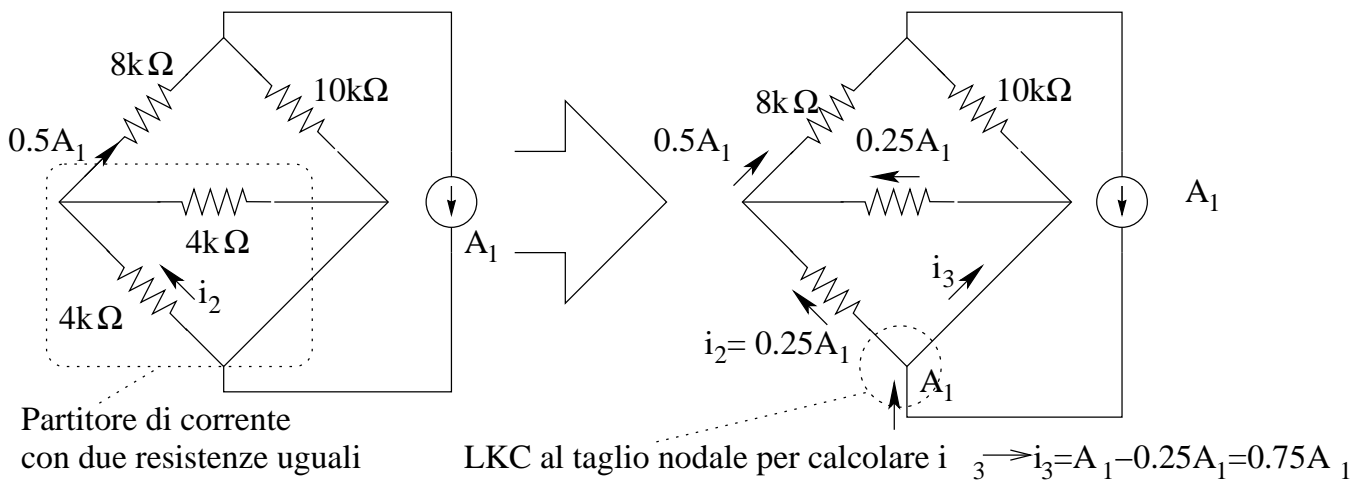 8kΩ
10kΩ
0.5A1
4kΩ
A1
i2
4kΩ
Partitore di corrente
con due resistenze uguali
8kΩ
10kΩ
0.5A1
0.25A1
A1
i3
i2= 0.25A1
A1
LKC al taglio nodale per calcolare i 3 → i3=A1−0.25A1=0.75A1